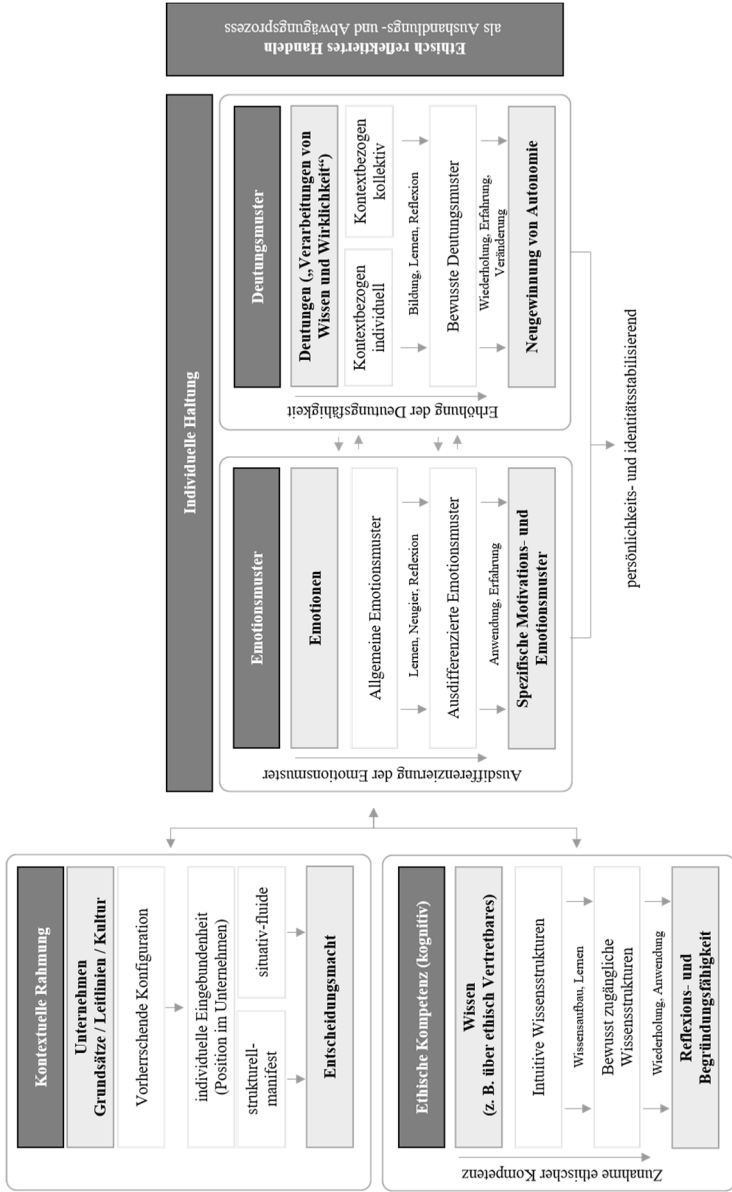 Kontextuelle Rahmung
Unternehmen
Grundsätze / Leitlinien / Kultur
Vorherrschende Konfiguration
individuelle Eingebundenheit
(Position im Unternehmen)
strukturell-
manifest
situativ-fluide
Entscheidungsmacht
Ethische Kompetenz (kognitiv)
Wissen
(z. B. über ethisch Vertretbares)
Intuitive Wissensstrukturen
Wissensaufbau, Lernen
Bewusst zugängliche
Wissensstrukturen
Wiederholung, Anwendung
Reflexions- und
Begründungsfähigkeit
Zunahme ethischer Kompetenz
Individuelle Haltung
Emotionsmuster
Emotionen
Allgemeine Emotionsmuster
Lernen, Neugier, Reflexion
Ausdifferenzierte Emotionsmuster
Anwendung, Erfahrung
Spezifische Motivations- und
Emotionsmuster
Ausdifferenzierung der Emotionsmuster
Deutungsmuster
Deutungen („Verarbeitungen von
Wissen und Wirklichkeit“)
Kontextbezogen
individuell
Kontextbezogen
kollektiv
Bildung, Lernen, Reflexion
Bewusste Deutungsmuster
Wiederholung, Erfahrung,
Veränderung
Neugewinnung von Autonomie
Erhöhung der Deutungsfähigkeit
persönlichkeits- und identitätsstabilisierend
Ethisch reflektiertes Handeln
als Aushandlungs- und Abwägungsprozess